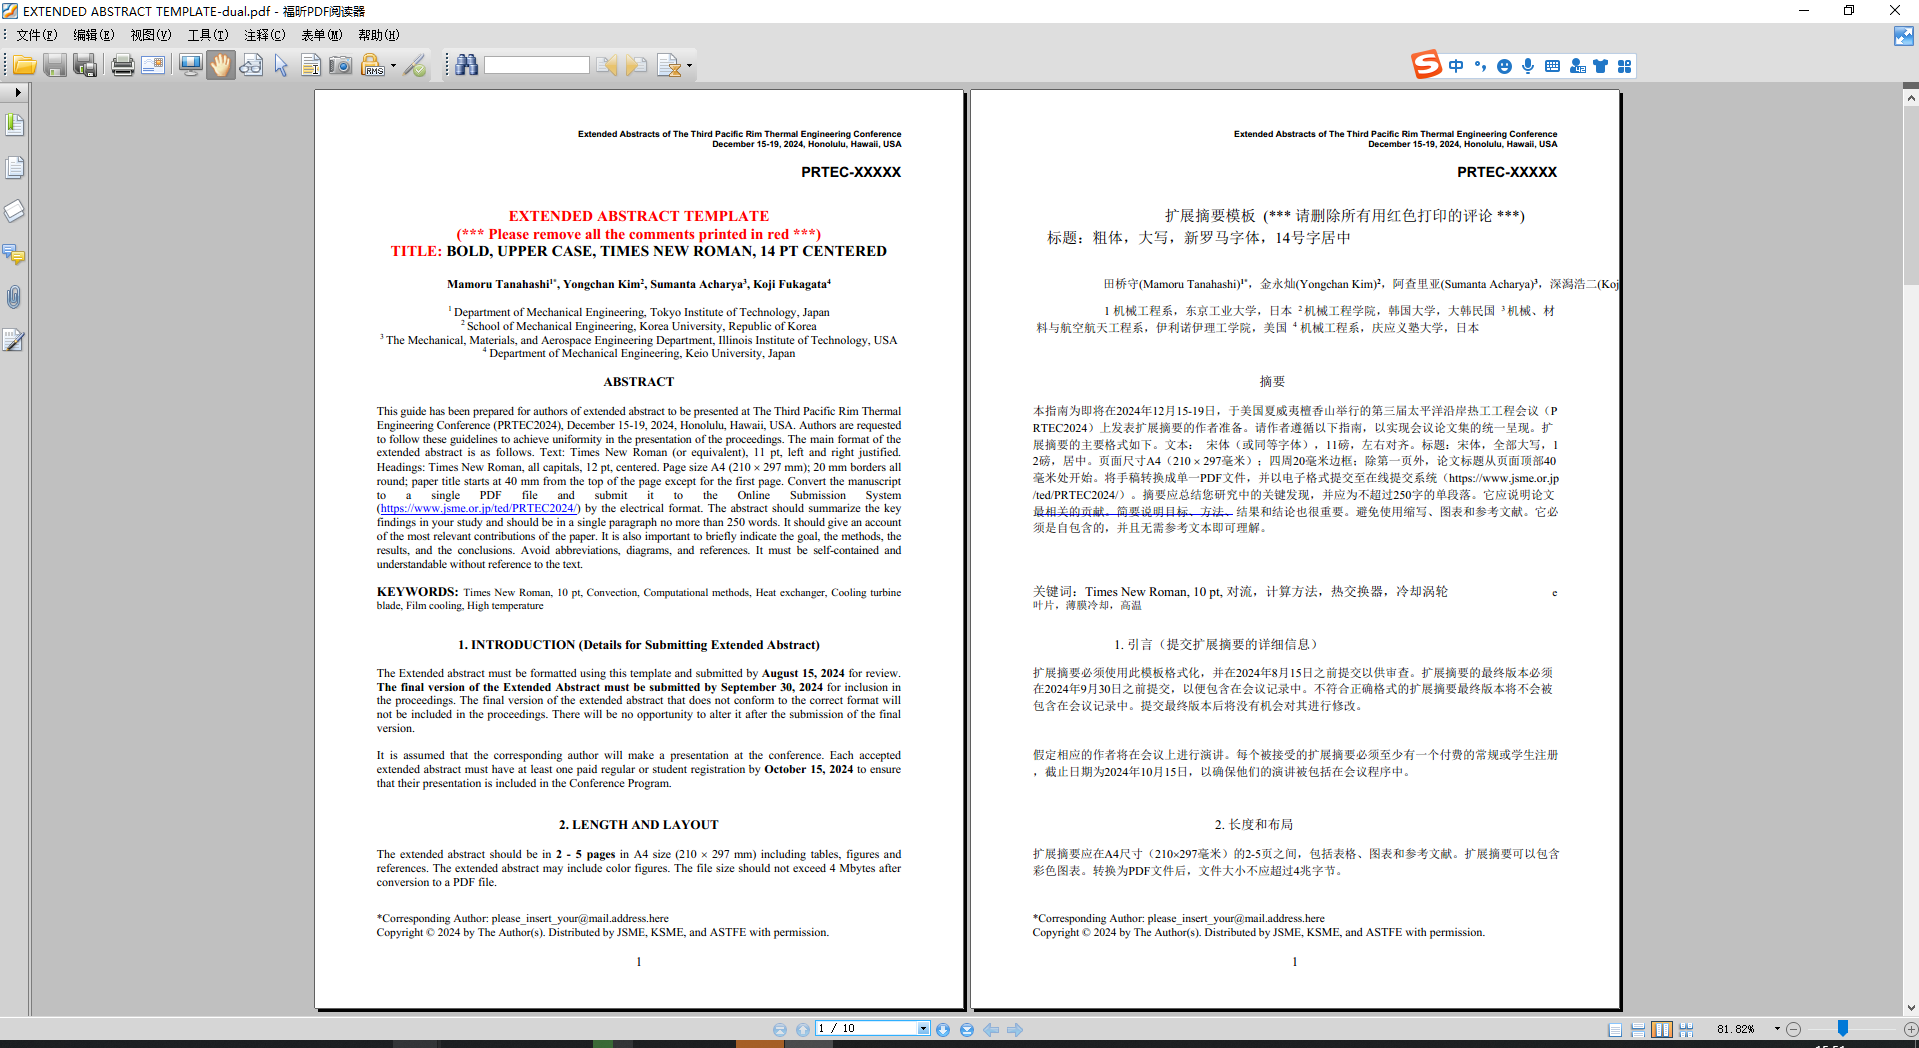 EXTENDED ABSTRACT TEMPLATE-dual.pdf - 福昕PDF阅读器
文件(F) 编辑(E) 视图(V) 工具(T) 注释(C) 表单(M) 帮助(H)
RMS
中
Extended Abstracts of The Third Pacific Rim Thermal Engineering Conference
December 15-19, 2024, Honolulu, Hawaii, USA
PRTEC-XXXXX
EXTENDED ABSTRACT TEMPLATE
(*** Please remove all the comments printed in red ***)
TITLE: BOLD, UPPER CASE, TIMES NEW ROMAN, 14 PT CENTERED
Mamoru Tanahashi1*, Yongchan Kim2, Sumanta Acharya3, Koji Fukagata4
1 Department of Mechanical Engineering, Tokyo Institute of Technology, Japan
2 School of Mechanical Engineering, Korea University, Republic of Korea
3 The Mechanical, Materials, and Aerospace Engineering Department, Illinois Institute of Technology, USA
4 Department of Mechanical Engineering, Keio University, Japan
ABSTRACT
This guide has been prepared for authors of extended abstract to be presented at The Third Pacific Rim Thermal
Engineering Conference (PRTEC2024), December 15-19, 2024, Honolulu, Hawaii, USA. Authors are requested
to follow these guidelines to achieve uniformity in the presentation of the proceedings. The main format of the
extended abstract is as follows. Text: Times New Roman (or equivalent), 11 pt, left and right justified.
Headings: Times New Roman, all capitals, 12 pt, centered. Page size A4 (210 × 297 mm); 20 mm borders all
round; paper title starts at 40 mm from the top of the page except for the first page. Convert the manuscript
to a single PDF file and submit it to the Online Submission System
(https://www.jsme.or.jp/ted/PRTEC2024/) by the electrical format. The abstract should summarize the key
findings in your study and should be in a single paragraph no more than 250 words. It should give an account
of the most relevant contributions of the paper. It is also important to briefly indicate the goal, the methods, the
results, and the conclusions. Avoid abbreviations, diagrams, and references. It must be self-contained and
understandable without reference to the text.
KEYWORDS: Times New Roman, 10 pt, Convection, Computational methods, Heat exchanger, Cooling turbine
blade, Film cooling, High temperature
1. INTRODUCTION (Details for Submitting Extended Abstract)
The Extended abstract must be formatted using this template and submitted by August 15, 2024 for review.
The final version of the Extended Abstract must be submitted by September 30, 2024 for inclusion in
the proceedings. The final version of the extended abstract that does not conform to the correct format will
not be included in the proceedings. There will be no opportunity to alter it after the submission of the final
version.
It is assumed that the corresponding author will make a presentation at the conference. Each accepted
extended abstract must have at least one paid regular or student registration by October 15, 2024 to ensure
that their presentation is included in the Conference Program.
2. LENGTH AND LAYOUT
The extended abstract should be in 2 - 5 pages in A4 size (210 × 297 mm) including tables, figures and
references. The extended abstract may include color figures. The file size should not exceed 4 Mbytes after
conversion to a PDF file.
*Corresponding Author: please_insert_your@mail.address.here
Copyright © 2024 by The Author(s). Distributed by JSME, KSME, and ASTFE with permission.
1
Extended Abstracts of The Third Pacific Rim Thermal Engineering Conference
December 15-19, 2024, Honolulu, Hawaii, USA
PRTEC-XXXXX
扩展摘要模板 (*** 请删除所有用红色打印的评论 ***)
标题：粗体，大写，新罗马字体，14号字居中
田桥守(Mamoru Tanahashi)1*，金永灿(Yongchan Kim)2，阿查里亚(Sumanta Acharya)3，深潟浩二(Koj
1 机械工程系，东京工业大学，日本 2 机械工程学院，韩国大学，大韩民国 3 机械、材
料与航空航天工程系，伊利诺伊理工学院，美国 4 机械工程系，庆应义塾大学，日本
摘要
本指南为即将在2024年12月15-19日，于美国夏威夷檀香山举行的第三届太平洋沿岸热工工程会议（P
RTEC2024）上发表扩展摘要的作者准备。请作者遵循以下指南，以实现会议论文集的统一呈现。扩
展摘要的主要格式如下。文本： 宋体（或同等字体），11磅，左右对齐。标题：宋体，全部大写，1
2磅，居中。页面尺寸A4（210 × 297毫米）；四周20毫米边框；除第一页外，论文标题从页面顶部40
毫米处开始。将手稿转换成单一PDF文件，并以电子格式提交至在线提交系统（https://www.jsme.or.jp
/ted/PRTEC2024/）。摘要应总结您研究中的关键发现，并应为不超过250字的单段落。它应说明论文
最相关的贡献。简要说明目标、方法、结果和结论也很重要。避免使用缩写、图表和参考文献。它必
须是自包含的，并且无需参考文本即可理解。
关键词：Times New Roman, 10 pt, 对流，计算方法，热交换器，冷却涡轮 e
叶片，薄膜冷却，高温
1. 引言（提交扩展摘要的详细信息）
扩展摘要必须使用此模板格式化，并在2024年8月15日之前提交以供审查。扩展摘要的最终版本必须
在2024年9月30日之前提交，以便包含在会议记录中。不符合正确格式的扩展摘要最终版本将不会被
包含在会议记录中。提交最终版本后将没有机会对其进行修改。
假定相应的作者将在会议上进行演讲。每个被接受的扩展摘要必须至少有一个付费的常规或学生注册
，截止日期为2024年10月15日，以确保他们的演讲被包括在会议程序中。
2. 长度和布局
扩展摘要应在A4尺寸（210×297毫米）的2-5页之间，包括表格、图表和参考文献。扩展摘要可以包含
彩色图表。转换为PDF文件后，文件大小不应超过4兆字节。
*Corresponding Author: please_insert_your@mail.address.here
Copyright © 2024 by The Author(s). Distributed by JSME, KSME, and ASTFE with permission.
1
1 / 10
81.82%